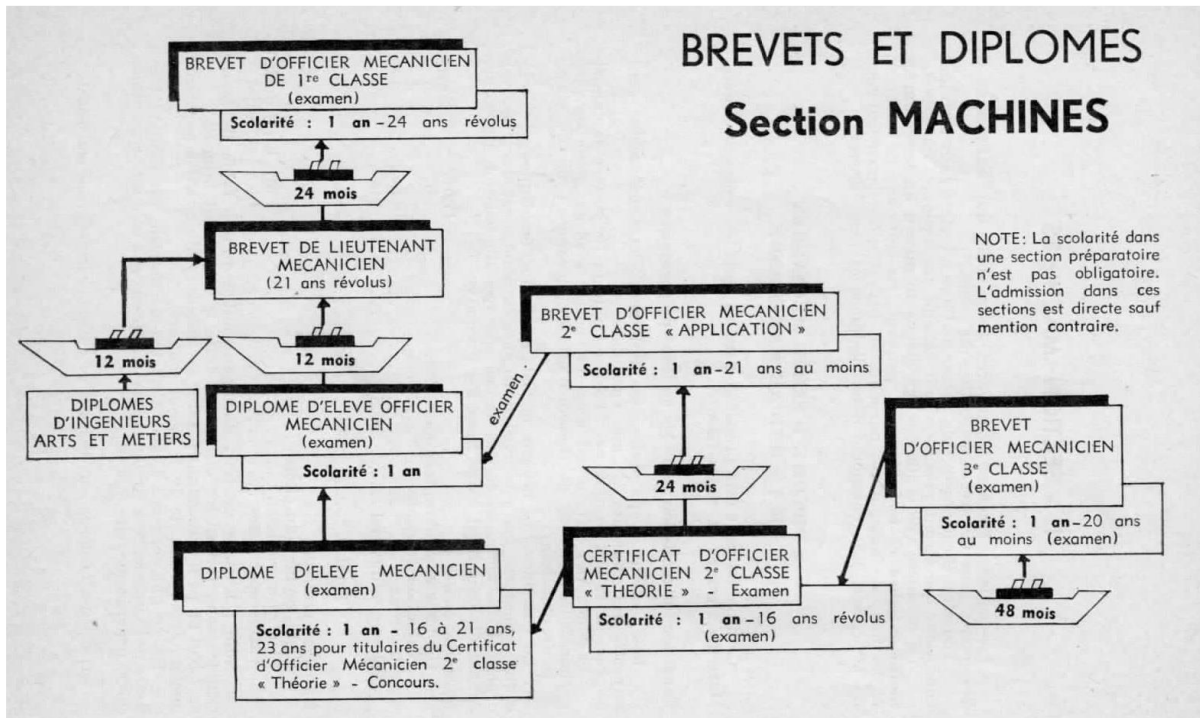 BREVETS ET DIPLOMES
Section MACHINES
BREVET D'OFFICIER MECANICIEN
DE 1re CLASSE
(examen)
Scolarité : 1 an - 24 ans révolus
24 mois
BREVET DE LIEUTENANT
MECANICIEN
(21 ans révolus)
12 mois
12 mois
DIPLOMES
D'INGENIEURS
ARTS ET METIERS
DIPLOME D'ELEVE OFFICIER
MECANICIEN
(examen)
Scolarité : 1 an
examen
DIPLOME D'ELEVE MECANICIEN
(examen)
Scolarité : 1 an - 16 à 21 ans,
23 ans pour titulaires du Certificat
d'Officier Mécanicien 2e classe
« Théorie » - Concours.
BREVET D'OFFICIER MECANICIEN
2e CLASSE « APPLICATION »
Scolarité : 1 an - 21 ans au moins
24 mois
CERTIFICAT D'OFFICIER
MECANICIEN 2e CLASSE
« THEORIE » - Examen
Scolarité : 1 an - 16 ans révolus
(examen)
NOTE : La scolarité dans
une section préparatoire
n'est pas obligatoire.
L'admission dans ces
sections est directe sauf
mention contraire.
BREVET
D'OFFICIER MECANICIEN
3e CLASSE
(examen)
Scolarité : 1 an - 20 ans
au moins (examen)
48 mois